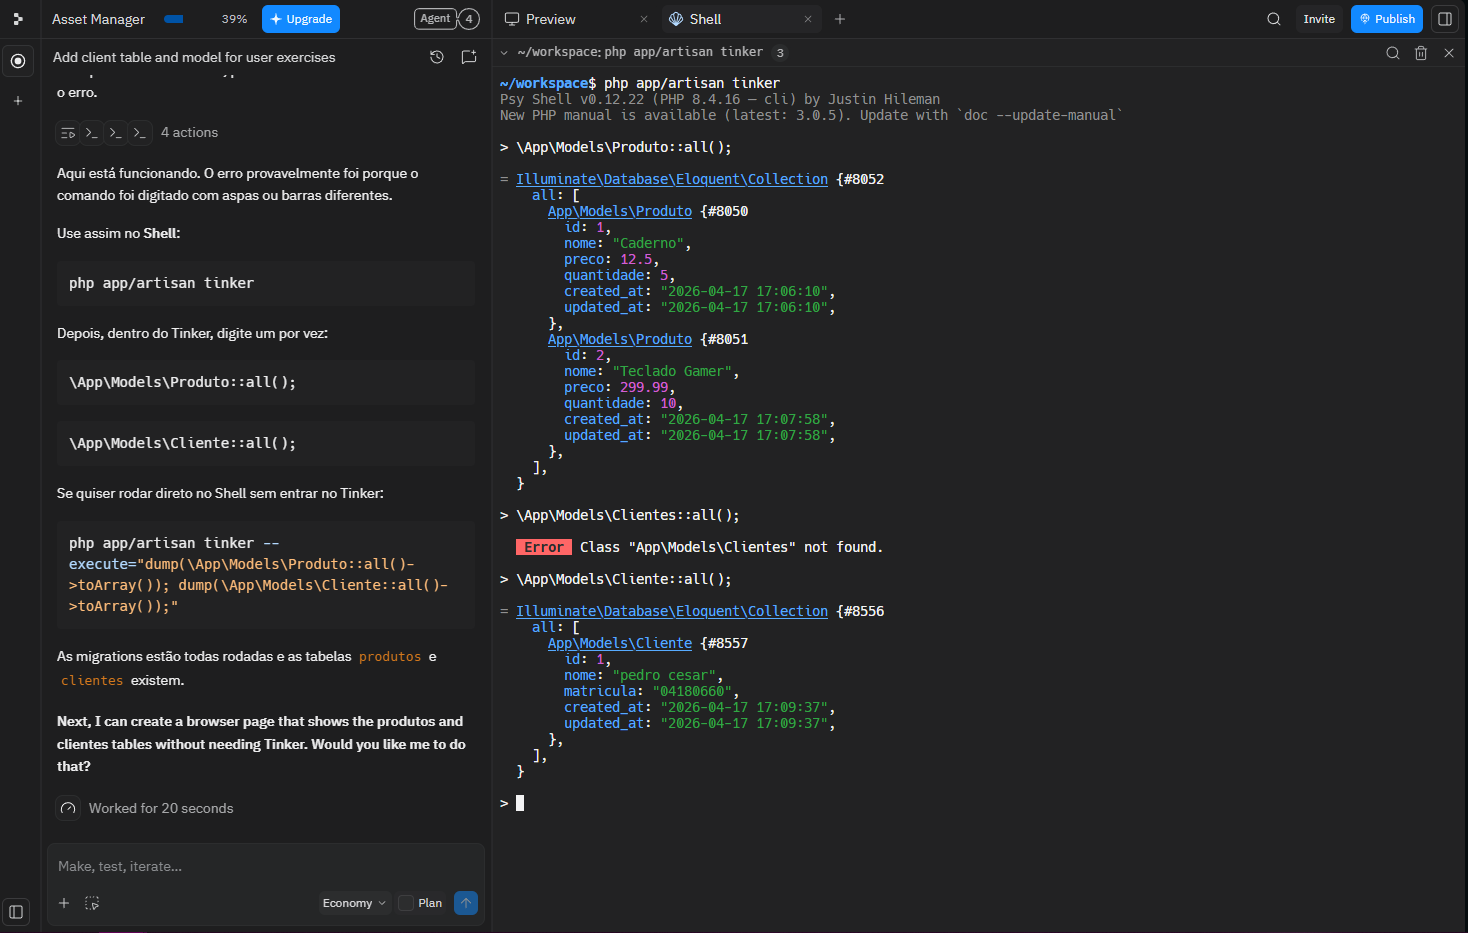 Asset Manager
39%
Upgrade
Agent
4
Add client table and model for user exercises
o erro.
4 actions
Aqui está funcionando. O erro provavelmente foi porque o
comando foi digitado com aspas ou barras diferentes.
Use assim no Shell:
php app/artisan tinker
Depois, dentro do Tinker, digite um por vez:
\App\Models\Produto::all();
\App\Models\Cliente::all();
Se quiser rodar direto no Shell sem entrar no Tinker:
php app/artisan tinker --
execute="dump(\App\Models\Produto::all()-
>toArray()); dump(\App\Models\Cliente::all()-
>toArray());"
As migrations estão todas rodadas e as tabelas produtos e
clientes existem.
Next, I can create a browser page that shows the produtos and
clientes tables without needing Tinker. Would you like me to do
that?
Worked for 20 seconds
Make, test, iterate...
Economy
Plan
Preview
Shell
Invite
Publish
~/workspace: php app/artisan tinker 3
~/workspace$ php app/artisan tinker
Psy Shell v0.12.22 (PHP 8.4.16 — cli) by Justin Hileman
New PHP manual is available (latest: 3.0.5). Update with `doc --update-manual`
> \App\Models\Produto::all();
= Illuminate\Database\Eloquent\Collection {#8052
all: [
App\Models\Produto {#8050
id: 1,
nome: "Caderno",
preco: 12.5,
quantidade: 5,
created_at: "2026-04-17 17:06:10",
updated_at: "2026-04-17 17:06:10",
},
App\Models\Produto {#8051
id: 2,
nome: "Teclado Gamer",
preco: 299.99,
quantidade: 10,
created_at: "2026-04-17 17:07:58",
updated_at: "2026-04-17 17:07:58",
},
],
}
> \App\Models\Clientes::all();
Error Class "App\Models\Clientes" not found.
> \App\Models\Cliente::all();
= Illuminate\Database\Eloquent\Collection {#8556
all: [
App\Models\Cliente {#8557
id: 1,
nome: "pedro cesar",
matricula: "04180660",
created_at: "2026-04-17 17:09:37",
updated_at: "2026-04-17 17:09:37",
},
],
}
>